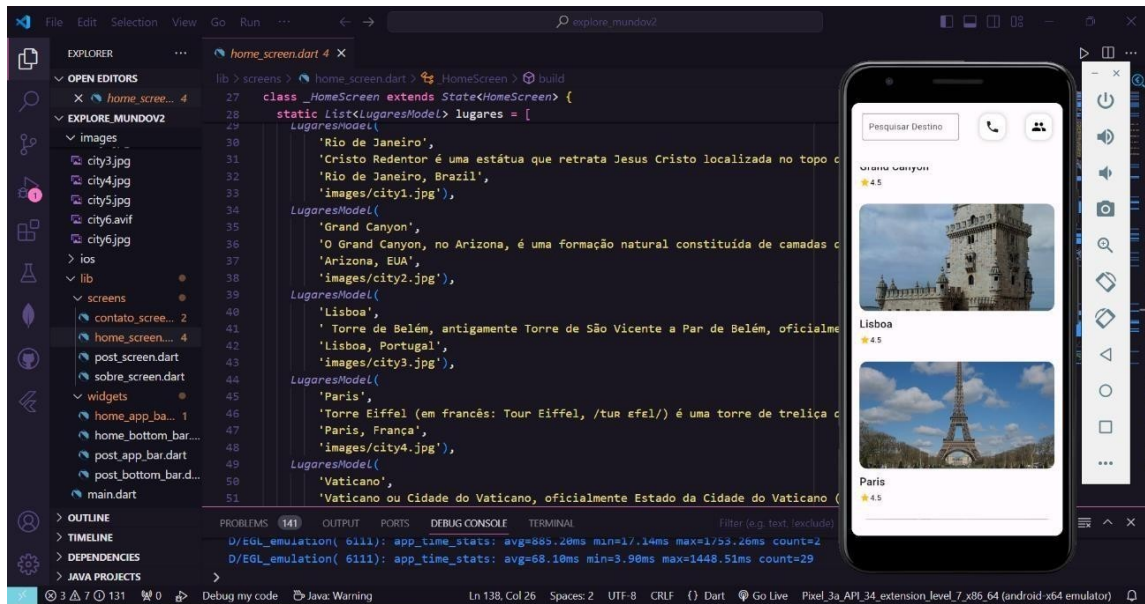 File Edit Selection View Go Run ··· ← → explore_mundov2
EXPLORER ···
OPEN EDITORS
home_scree... 4
EXPLORE_MUNDOV2
images
city3.jpg
city4.jpg
city5.jpg
city6.avif
city6.jpg
ios
lib
screens
contato_scree... 2
home_screen.... 4
post_screen.dart
sobre_screen.dart
widgets
home_app_ba... 1
home_bottom_bar....
post_app_bar.dart
post_bottom_bar.d...
main.dart
OUTLINE
TIMELINE
DEPENDENCIES
JAVA PROJECTS
1
home_screen.dart 4
lib > screens > home_screen.dart > _HomeScreen > build
27 class _HomeScreen extends State<HomeScreen> {
28 static List<LugaresModel> lugares = [
29 LugaresModel(
30 'Rio de Janeiro',
31 'Cristo Redentor é uma estátua que retrata Jesus Cristo localizada no topo
32 'Rio de Janeiro, Brazil',
33 'images/city1.jpg'),
34 LugaresModel(
35 'Grand Canyon',
36 'O Grand Canyon, no Arizona, é uma formação natural constituída de camadas
37 'Arizona, EUA',
38 'images/city2.jpg'),
39 LugaresModel(
40 'Lisboa',
41 ' Torre de Belém, antigamente Torre de São Vicente a Par de Belém, oficialme
42 'Lisboa, Portugal',
43 'images/city3.jpg'),
44 LugaresModel(
45 'Paris',
46 'Torre Eiffel (em francês: Tour Eiffel, /tuʀ ɛfɛl/) é uma torre de treliça
47 'Paris, França',
48 'images/city4.jpg'),
49 LugaresModel(
50 'Vaticano',
51 'Vaticano ou Cidade do Vaticano, oficialmente Estado da Cidade do Vaticano (
PROBLEMS 141 OUTPUT PORTS DEBUG CONSOLE TERMINAL Filter (e.g. text, !exclude)
D/EGL_emulation( 6111): app_time_stats: avg=885.20ms min=17.14ms max=1753.26ms count=2
D/EGL_emulation( 6111): app_time_stats: avg=68.10ms min=3.90ms max=1448.51ms count=29
>
Pesquisar Destino
Grand Canyon
4.5
Lisboa
4.5
Paris
4.5
3 7 131 0 Debug my code Java: Warning Ln 138, Col 26 Spaces: 2 UTF-8 CRLF {} Dart Go Live Pixel_3a_API_34_extension_level_7_x86_64 (android-x64 emulator)